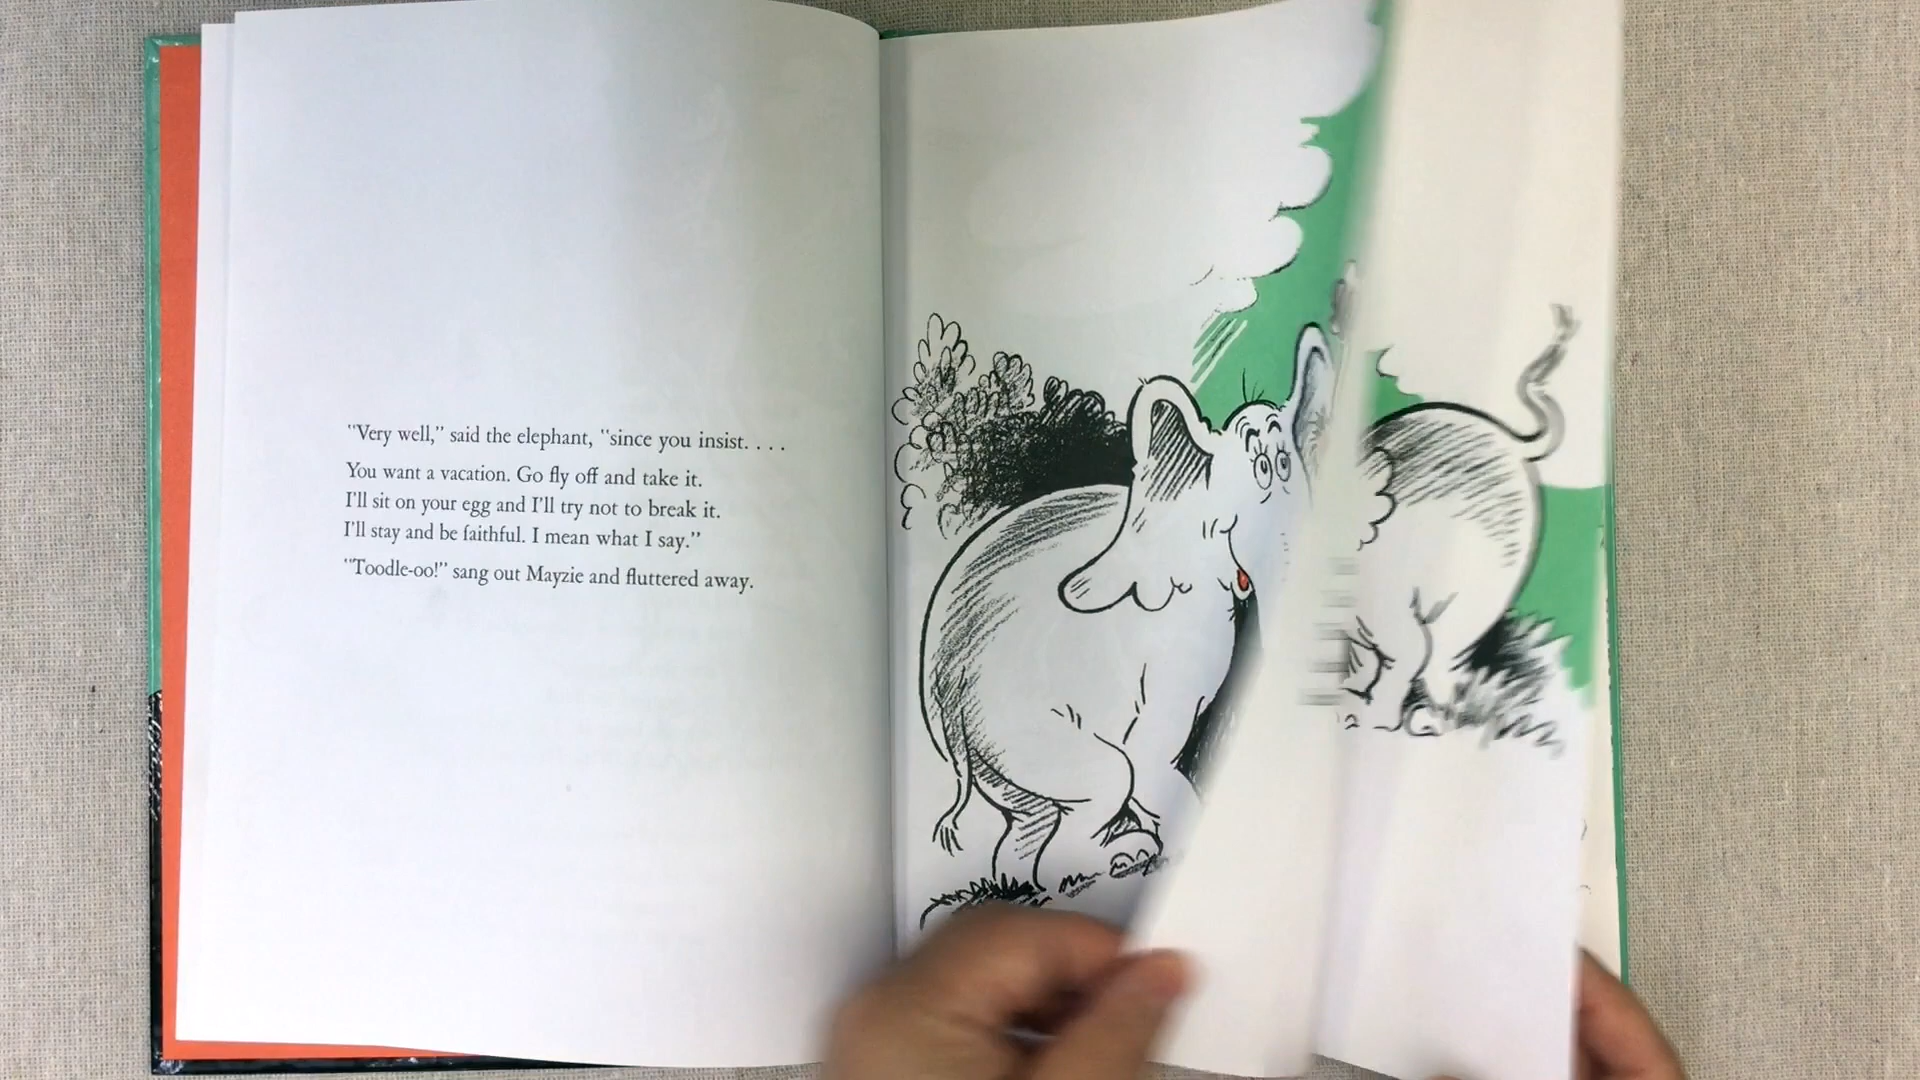 "Very well," said the elephant, "since you insist. . . .
You want a vacation. Go fly off and take it.
I'll sit on your egg and I'll try not to break it.
I'll stay and be faithful. I mean what I say."
"Toodle-oo!" sang out Mayzie and fluttered away.